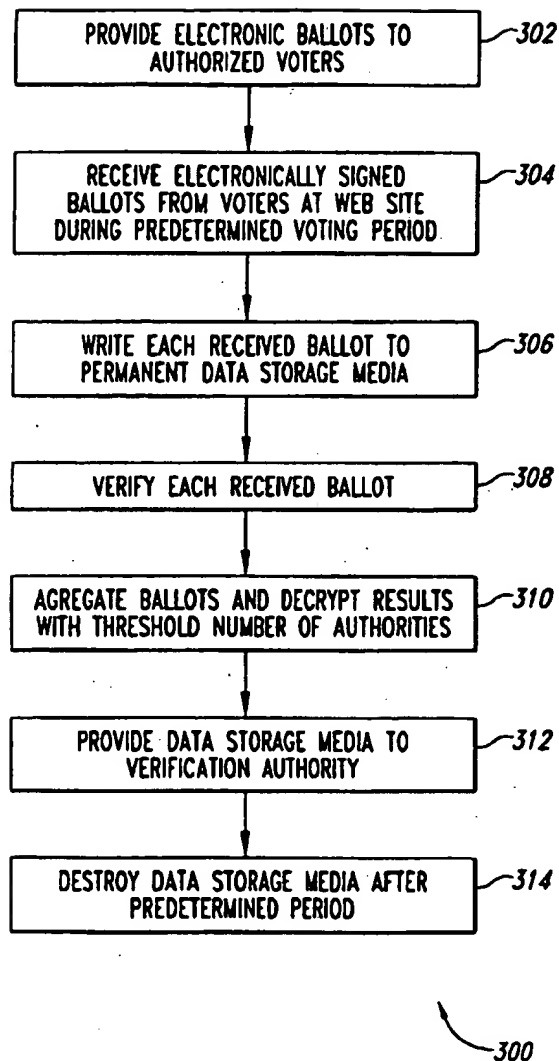 PROVIDE ELECTRONIC BALLOTS TO
AUTHORIZED VOTERS
302
RECEIVE ELECTRONICALLY SIGNED
BALLOTS FROM VOTERS AT WEB SITE
DURING PREDETERMINED VOTING PERIOD
304
WRITE EACH RECEIVED BALLOT TO
PERMANENT DATA STORAGE MEDIA
306
VERIFY EACH RECEIVED BALLOT
308
AGREGATE BALLOTS AND DECRYPT RESULTS
WITH THRESHOLD NUMBER OF AUTHORITIES
310
PROVIDE DATA STORAGE MEDIA TO
VERIFICATION AUTHORITY
312
DESTROY DATA STORAGE MEDIA AFTER
PREDETERMINED PERIOD
314
300